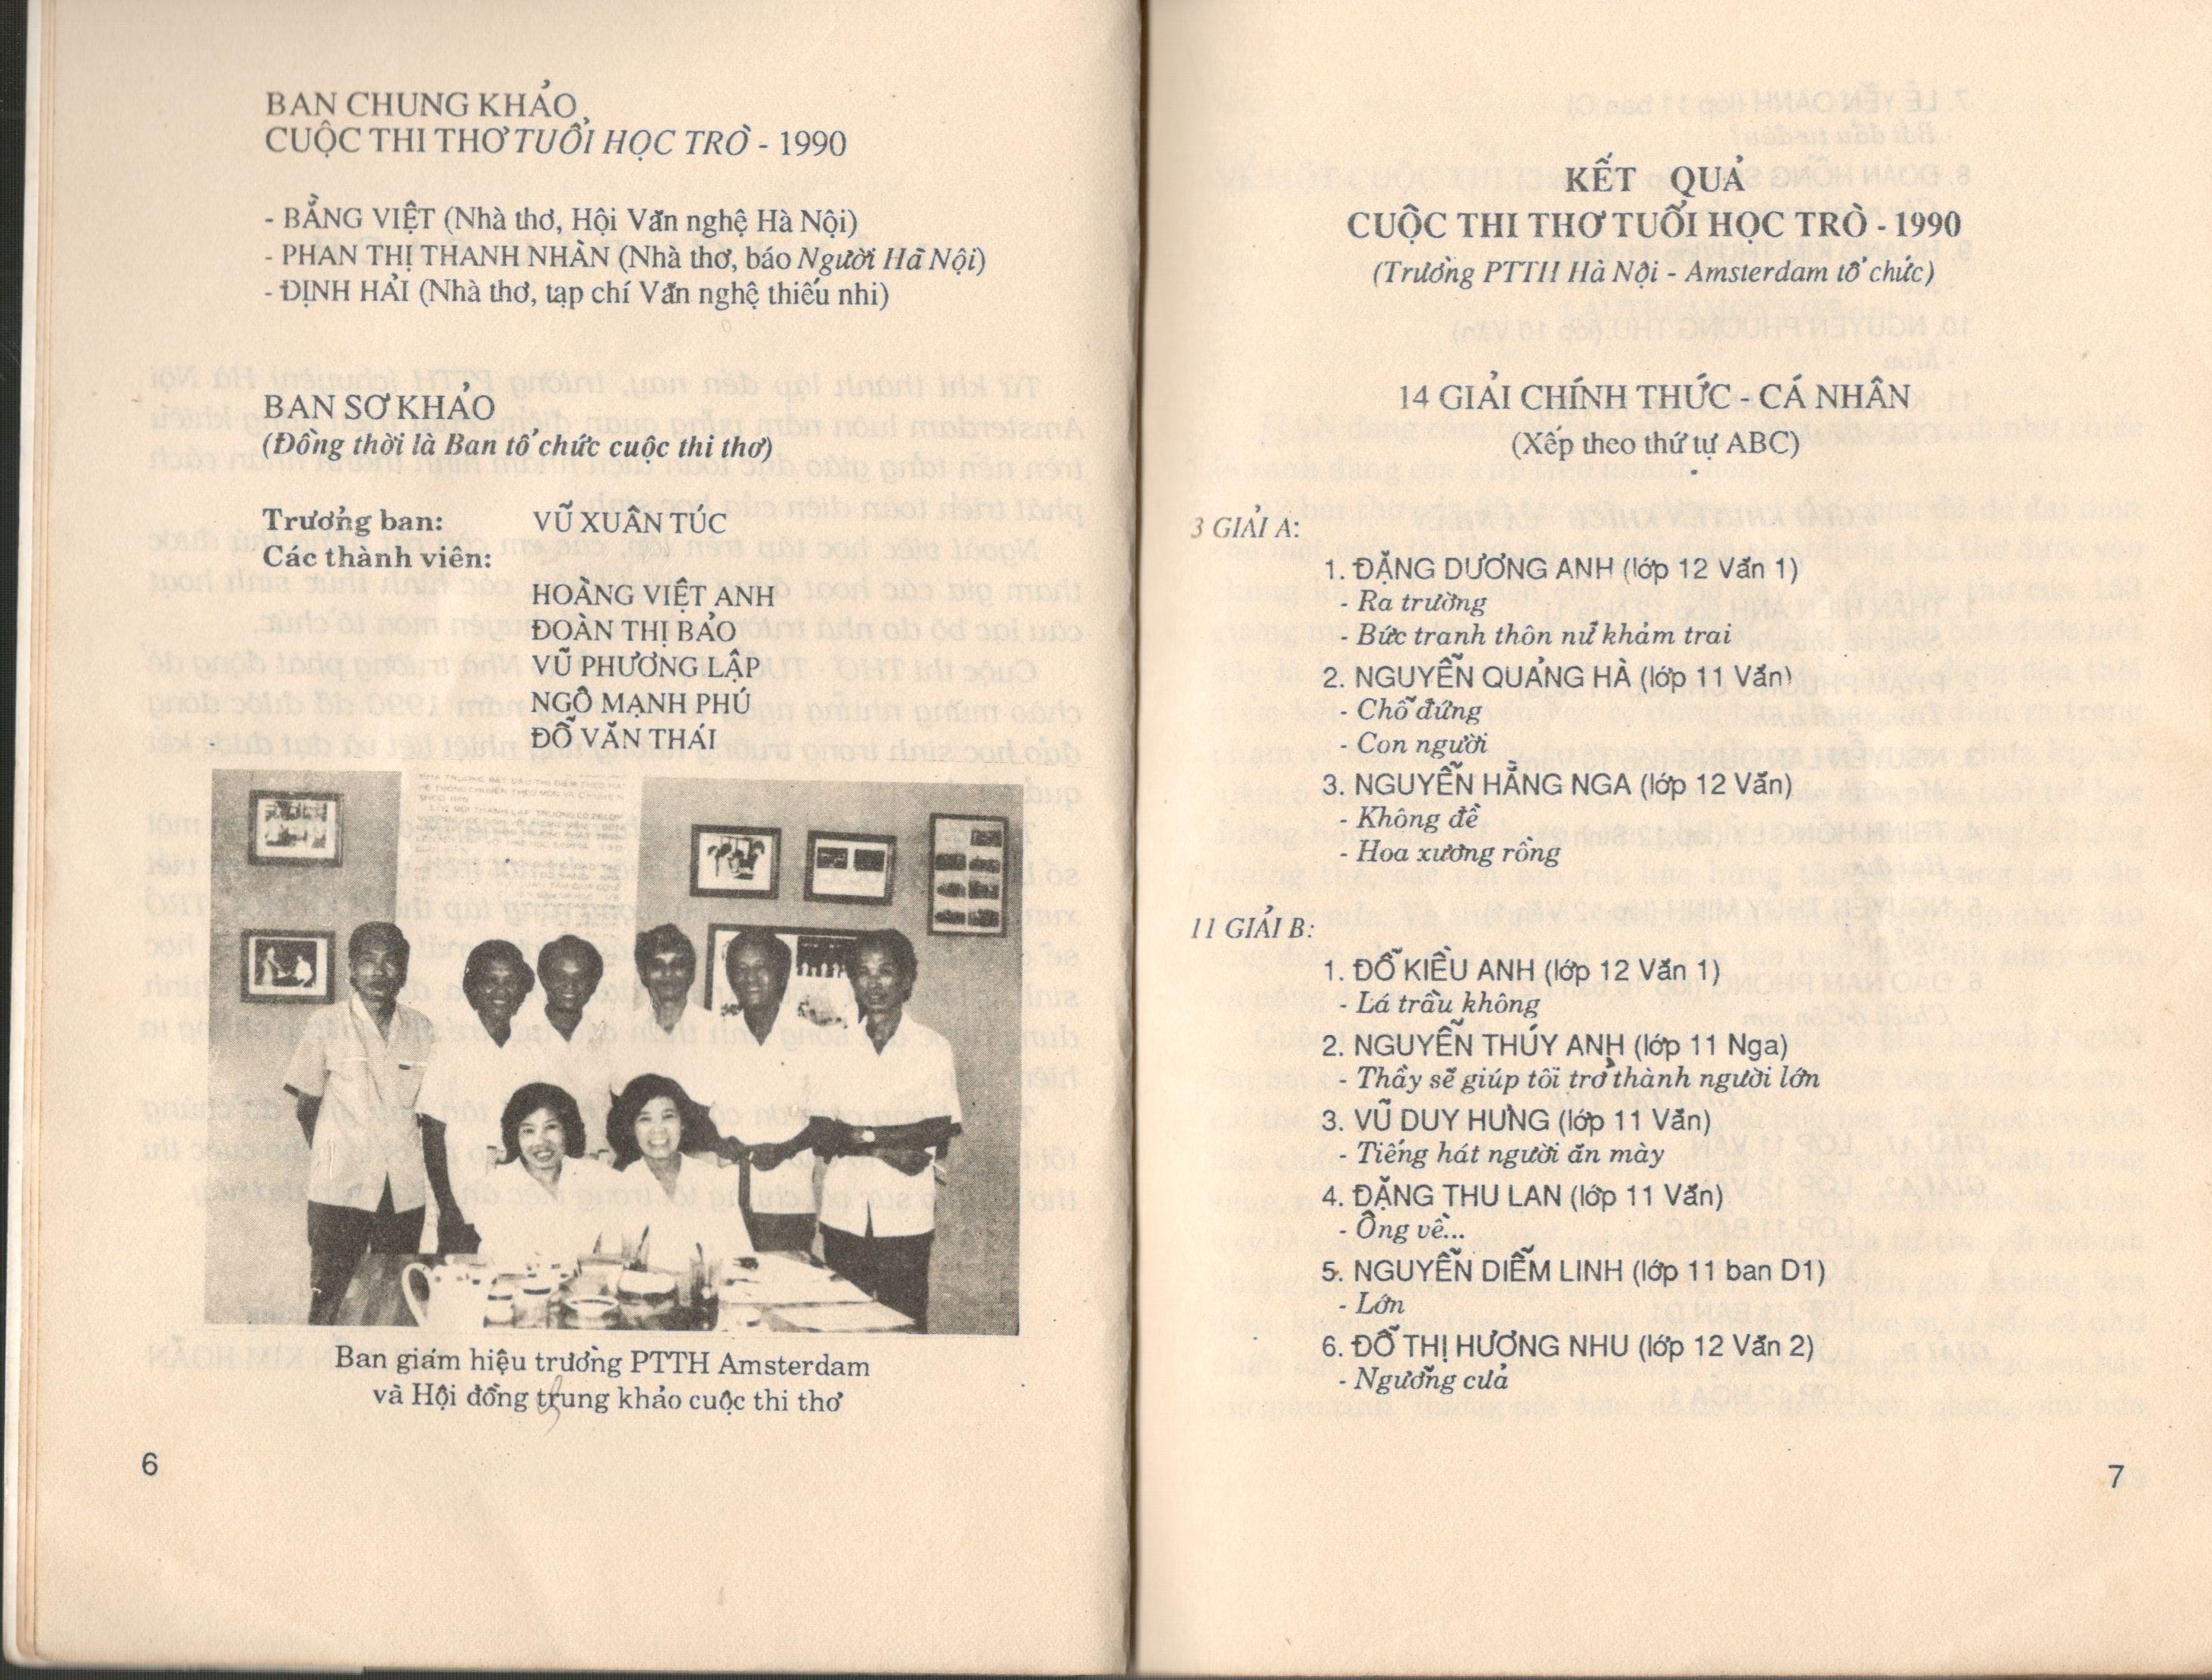 BAN CHUNG KHẢO
CUỘC THI THƠ TUỔI HỌC TRÒ - 1990
- BẰNG VIỆT (Nhà thơ, Hội Văn nghệ Hà Nội)
- PHAN THỊ THANH NHÀN (Nhà thơ, báo Người Hà Nội)
- ĐỊNH HẢI (Nhà thơ, tạp chí Văn nghệ thiếu nhi)
BAN SƠ KHẢO
(Đồng thời là Ban tổ chức cuộc thi thơ)
Trưởng ban: VŨ XUÂN TÚC
Các thành viên:
HOÀNG VIỆT ANH
ĐOÀN THỊ BẢO
VŨ PHƯƠNG LẬP
NGÔ MẠNH PHÚ
ĐỖ VĂN THÁI
Ban giám hiệu trường PTTH Amsterdam
và Hội đồng trung khảo cuộc thi thơ
6
KẾT QUẢ
CUỘC THI THƠ TUỔI HỌC TRÒ - 1990
(Trường PTTH Hà Nội - Amsterdam tổ chức)
14 GIẢI CHÍNH THỨC - CÁ NHÂN
(Xếp theo thứ tự ABC)
3 GIẢI A:
1. ĐẶNG DƯƠNG ANH (lớp 12 Văn 1)
- Ra trường
- Bức tranh thôn nữ khảm trai
2. NGUYỄN QUẢNG HÀ (lớp 11 Văn)
- Chỗ đứng
- Con người
3. NGUYỄN HẰNG NGA (lớp 12 Văn)
- Không đề
- Hoa xương rồng
11 GIẢI B:
1. ĐỖ KIỀU ANH (lớp 12 Văn 1)
- Lá trầu không
2. NGUYỄN THÚY ANH (lớp 11 Nga)
- Thầy sẽ giúp tôi trở thành người lớn
3. VŨ DUY HƯNG (lớp 11 Văn)
- Tiếng hát người ăn mày
4. ĐẶNG THU LAN (lớp 11 Văn)
- Ông về...
5. NGUYỄN DIỄM LINH (lớp 11 ban D1)
- Lớn
6. ĐỖ THỊ HƯƠNG NHU (lớp 12 Văn 2)
- Ngưỡng cửa
7